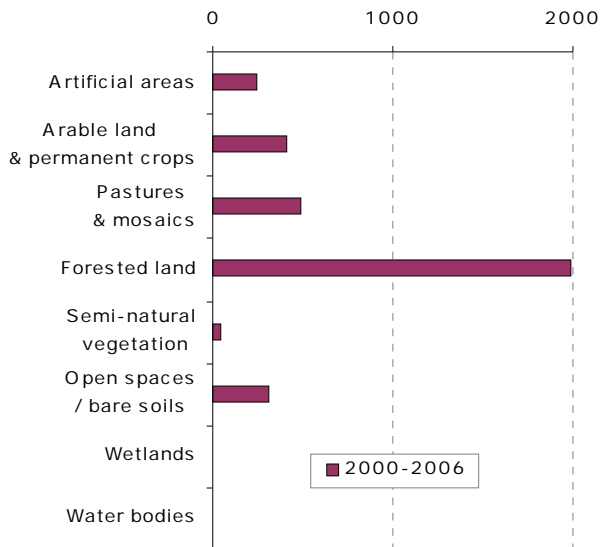 0 1000 2000
Artificial areas
Arable land
& permanent crops
Pastures
& mosaics
Forested land
Semi-natural
vegetation
Open spaces
/ bare soils
Wetlands
2000-2006
Water bodies